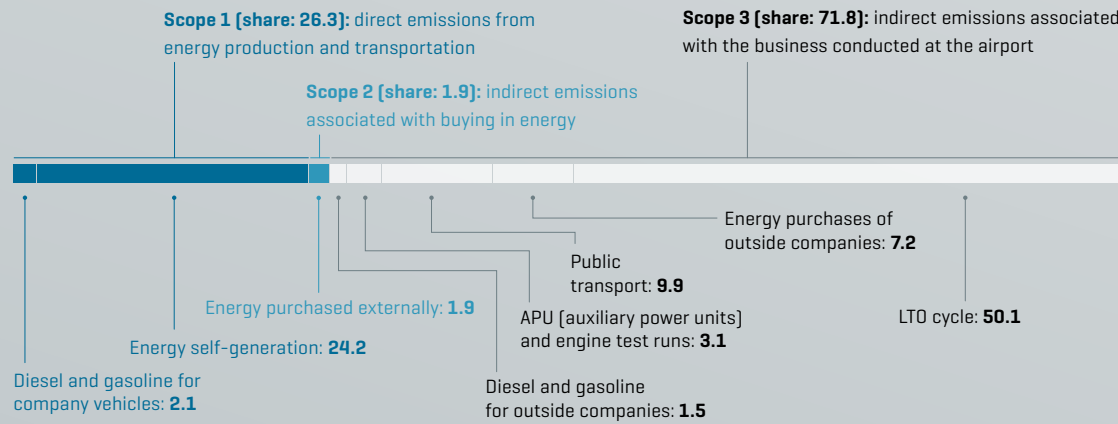 Scope 1 (share: 26.3): direct emissions from
energy production and transportation
Scope 3 (share: 71.8): indirect emissions associated
with the business conducted at the airport
Scope 2 (share: 1.9): indirect emissions
associated with buying in energy
Energy purchases of
outside companies: 7.2
Public
transport: 9.9
Energy purchased externally: 1.9
APU (auxiliary power units)
and engine test runs: 3.1
LTO cycle: 50.1
Energy self-generation: 24.2
Diesel and gasoline for
company vehicles: 2.1
Diesel and gasoline
for outside companies: 1.5